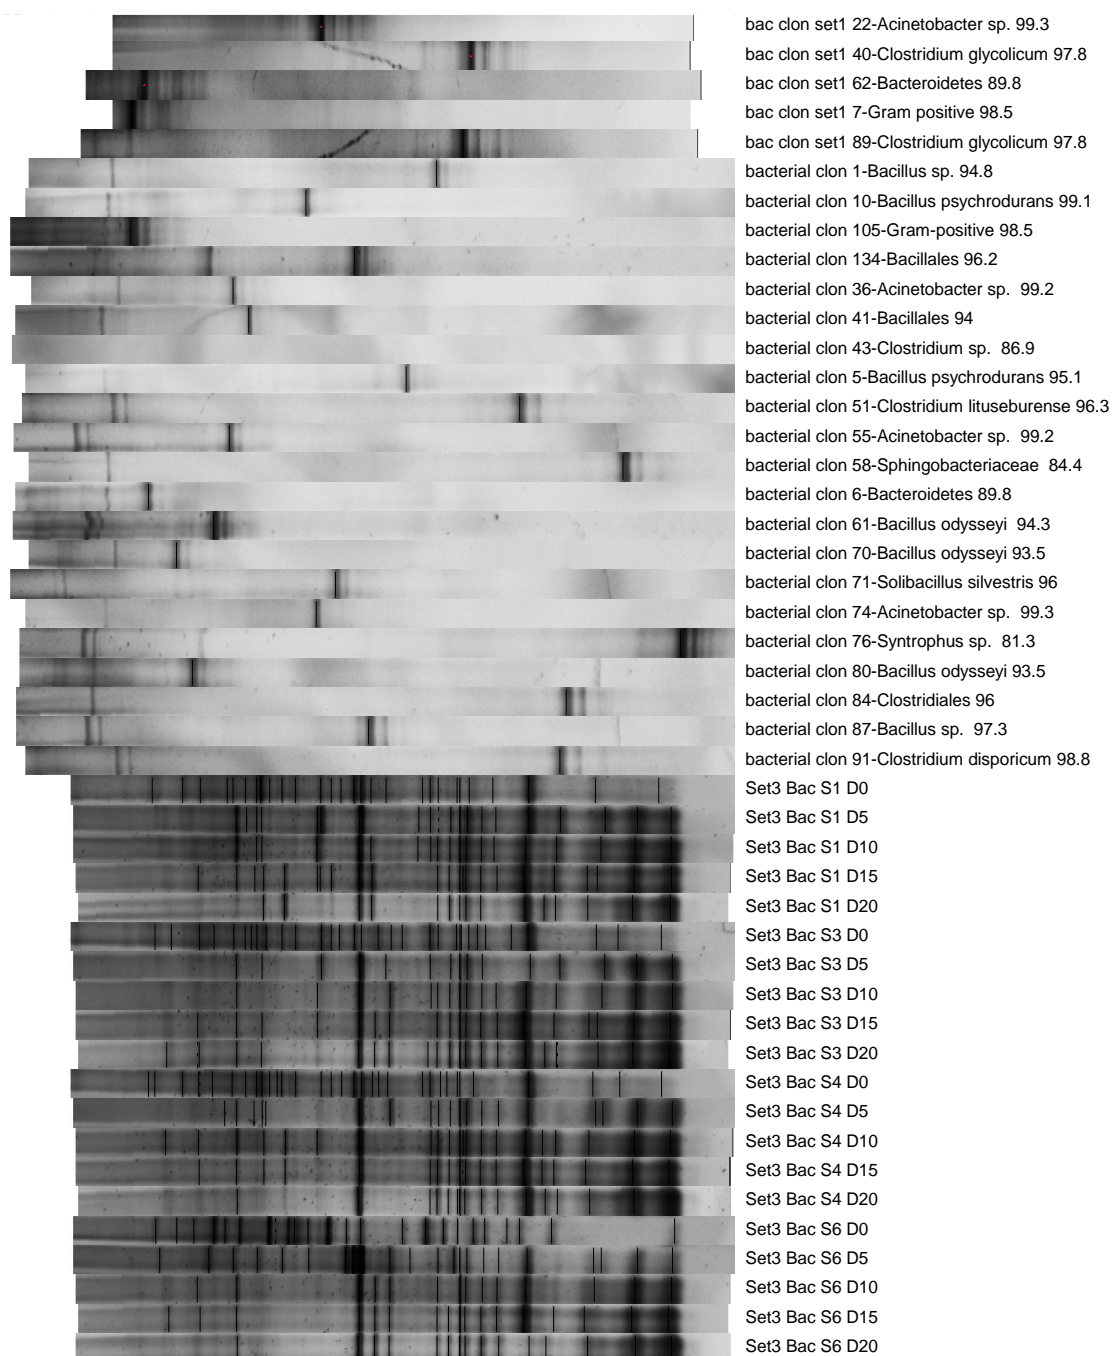 bac clon set1 22-Acinetobacter sp. 99.3
bac clon set1 40-Clostridium glycolicum 97.8
bac clon set1 62-Bacteroidetes 89.8
bac clon set1 7-Gram positive 98.5
bac clon set1 89-Clostridium glycolicum 97.8
bacterial clon 1-Bacillus sp. 94.8
bacterial clon 10-Bacillus psychrodurans 99.1
bacterial clon 105-Gram-positive 98.5
bacterial clon 134-Bacillales 96.2
bacterial clon 36-Acinetobacter sp.  99.2
bacterial clon 41-Bacillales 94
bacterial clon 43-Clostridium sp.  86.9
bacterial clon 5-Bacillus psychrodurans 95.1
bacterial clon 51-Clostridium lituseburense 96.3
bacterial clon 55-Acinetobacter sp.  99.2
bacterial clon 58-Sphingobacteriaceae  84.4
bacterial clon 6-Bacteroidetes 89.8
bacterial clon 61-Bacillus odysseyi  94.3
bacterial clon 70-Bacillus odysseyi 93.5
bacterial clon 71-Solibacillus silvestris 96
bacterial clon 74-Acinetobacter sp.  99.3
bacterial clon 76-Syntrophus sp.  81.3
bacterial clon 80-Bacillus odysseyi 93.5
bacterial clon 84-Clostridiales 96
bacterial clon 87-Bacillus sp.  97.3
bacterial clon 91-Clostridium disporicum 98.8
Set3 Bac S1 D0
Set3 Bac S1 D5
Set3 Bac S1 D10
Set3 Bac S1 D15
Set3 Bac S1 D20
Set3 Bac S3 D0
Set3 Bac S3 D5
Set3 Bac S3 D10
Set3 Bac S3 D15
Set3 Bac S3 D20
Set3 Bac S4 D0
Set3 Bac S4 D5
Set3 Bac S4 D10
Set3 Bac S4 D15
Set3 Bac S4 D20
Set3 Bac S6 D0
Set3 Bac S6 D5
Set3 Bac S6 D10
Set3 Bac S6 D15
Set3 Bac S6 D20